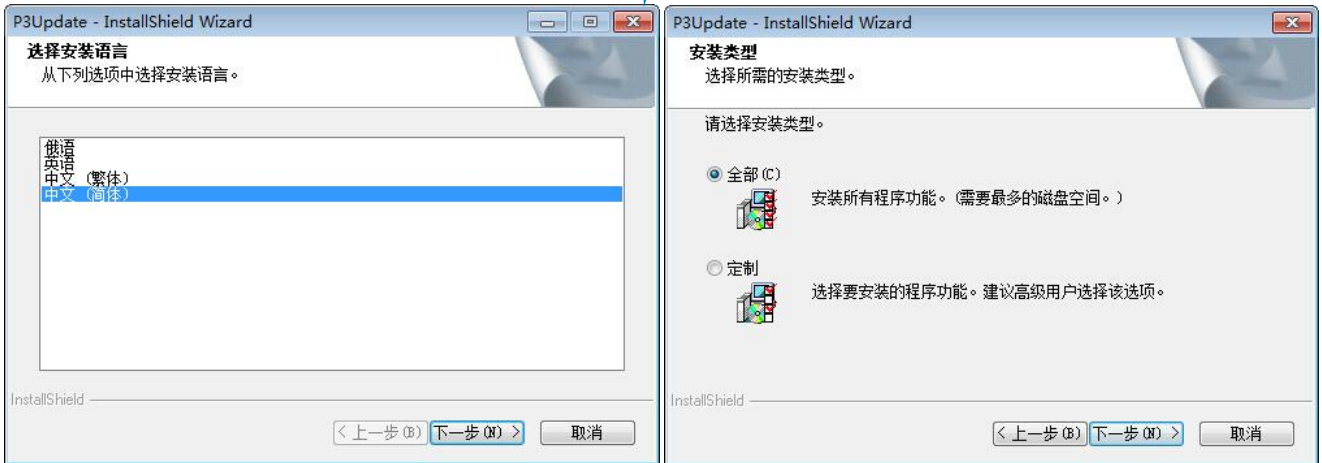 P3Update - InstallShield Wizard
选择安装语言
从下列选项中选择安装语言。
俄语
英语
中文 (繁体)
中文 (简体)
InstallShield
< 上一步(B)
下一步(N) >
取消
P3Update - InstallShield Wizard
安装类型
选择所需的安装类型。
请选择安装类型。
全部(C)
安装所有程序功能。(需要最多的磁盘空间。)
定制
选择要安装的程序功能。建议高级用户选择该选项。
InstallShield
< 上一步(B)
下一步(N) >
取消